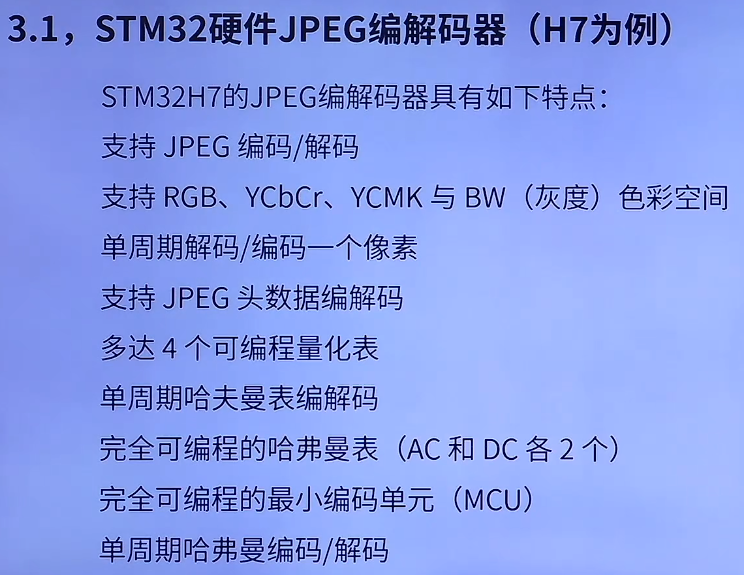 3.1，STM32硬件JPEG编解码器（H7为例）
STM32H7的JPEG编解码器具有如下特点：
支持 JPEG 编码/解码
支持 RGB、YCbCr、YCMK 与 BW（灰度）色彩空间
单周期解码/编码一个像素
支持 JPEG 头数据编解码
多达 4 个可编程量化表
单周期哈夫曼表编解码
完全可编程的哈弗曼表（AC 和 DC 各 2 个）
完全可编程的最小编码单元（MCU）
单周期哈弗曼编码/解码